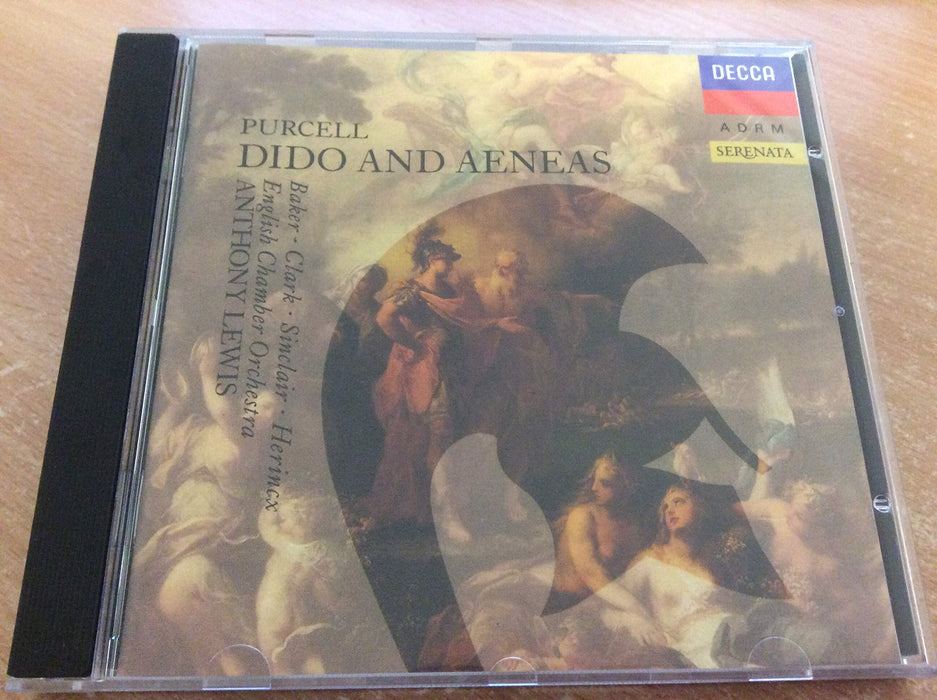 DECCA
ADRM
SERENATA
PURCELL
DIDO AND AENEAS
Baker · Clark · Sinclair · Herincx
English Chamber Orchestra
ANTHONY LEWIS